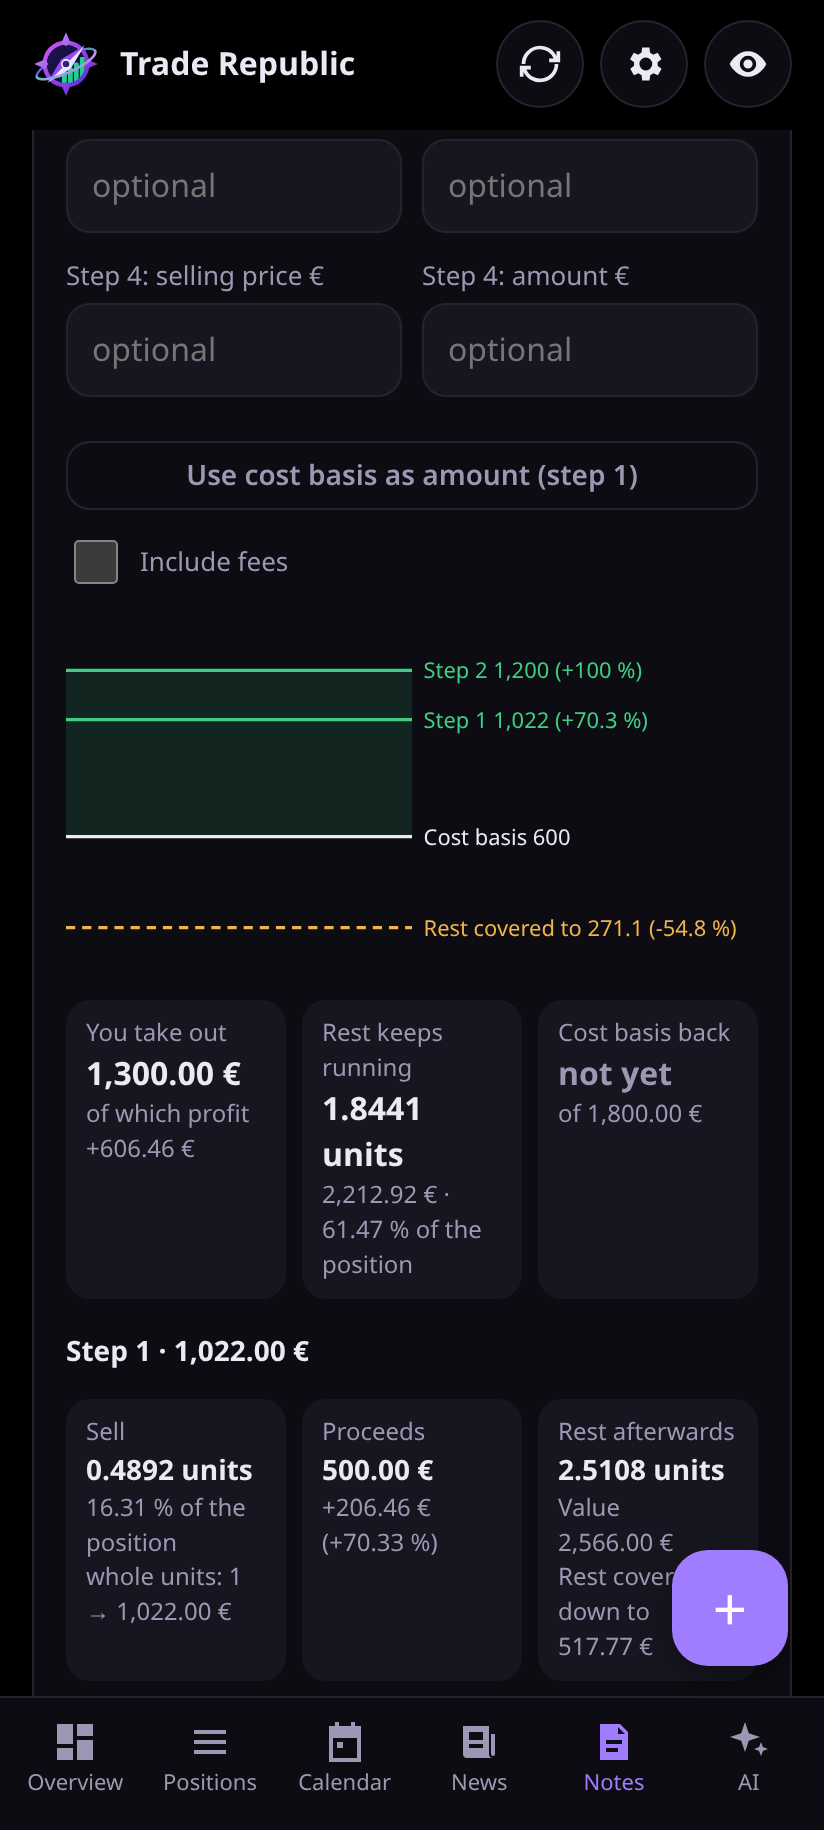 Trade Republic
optional
optional
Step 4: selling price €
Step 4: amount €
optional
optional
Use cost basis as amount (step 1)
Include fees
Step 2 1,200 (+100 %)
Step 1 1,022 (+70.3 %)
Cost basis 600
Rest covered to 271.1 (-54.8 %)
You take out
1,300.00 €
of which profit
+606.46 €
Rest keeps
running
1.8441
units
2,212.92 € ·
61.47 % of the
position
Cost basis back
not yet
of 1,800.00 €
Step 1 · 1,022.00 €
Sell
0.4892 units
16.31 % of the
position
whole units: 1
→ 1,022.00 €
Proceeds
500.00 €
+206.46 €
(+70.33 %)
Rest afterwards
2.5108 units
Value
2,566.00 €
Rest
down to
517.77 €
+
Overview
Positions
Calendar
News
Notes
AI